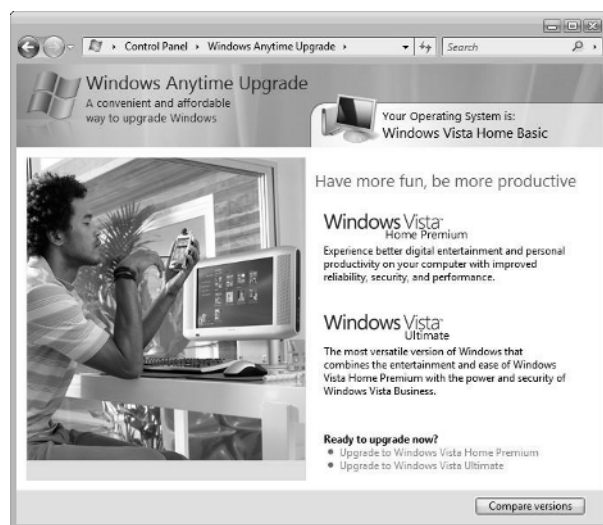 Control Panel
Windows Anytime Upgrade
Search
Windows Anytime Upgrade
A convenient and affordable
way to upgrade Windows
Your Operating System is:
Windows Vista Home Basic
Have more fun, be more productive
Windows Vista™
Home Premium
Experience better digital entertainment and personal
productivity on your computer with improved
reliability, security, and performance.
Windows Vista™
Ultimate
The most versatile version of Windows that
combines the entertainment and ease of Windows
Vista Home Premium with the power and security of
Windows Vista Business.
Ready to upgrade now?
Upgrade to Windows Vista Home Premium
Upgrade to Windows Vista Ultimate
Compare versions